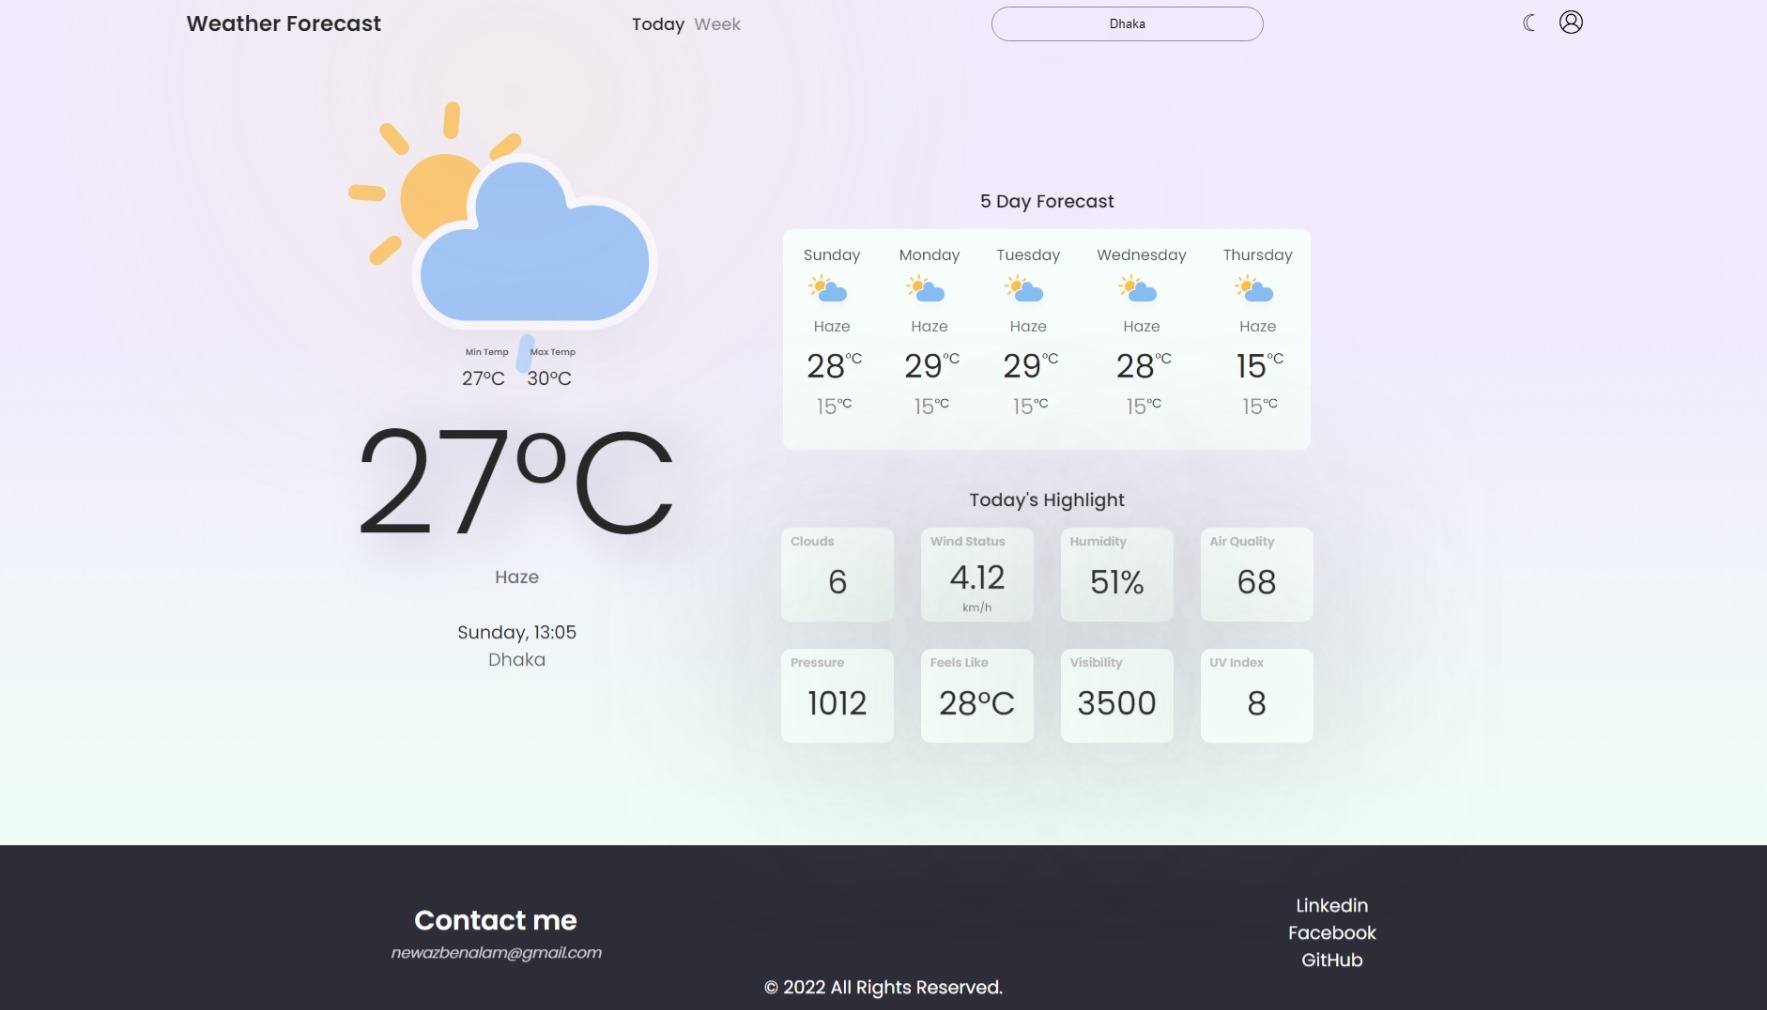 Weather Forecast
Today Week
Dhaka
Min Temp Max Temp
27°C 30°C
27°C
Haze
Sunday, 13:05
Dhaka
5 Day Forecast
Sunday Monday Tuesday Wednesday Thursday
Haze Haze Haze Haze Haze
28°C 29°C 29°C 28°C 15°C
15°C 15°C 15°C 15°C 15°C
Today's Highlight
Clouds Wind Status Humidity Air Quality
6 4.12 51% 68
km/h
Pressure Feels Like Visibility UV Index
1012 28°C 3500 8
Contact me
newazbenalam@gmail.com
Linkedin
Facebook
GitHub
© 2022 All Rights Reserved.